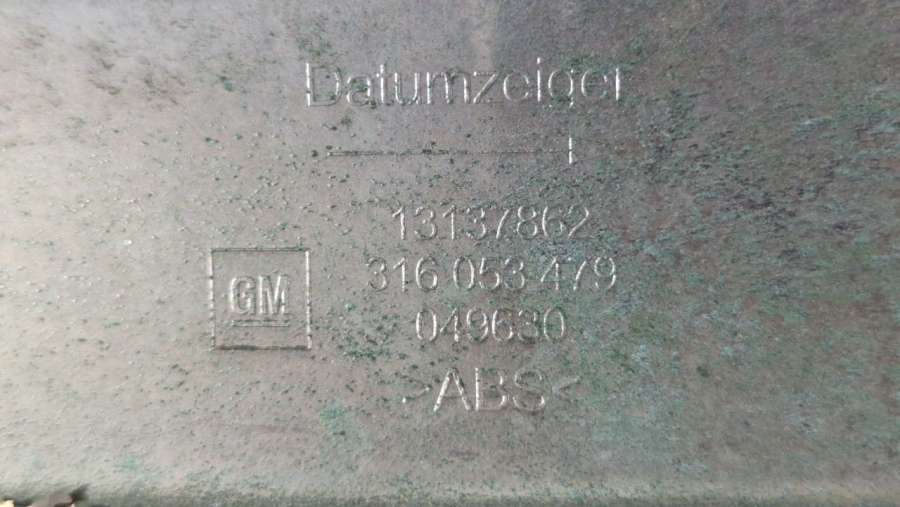 Datumzeiger
13137862
GM
316 053 479
049630
>ABS<